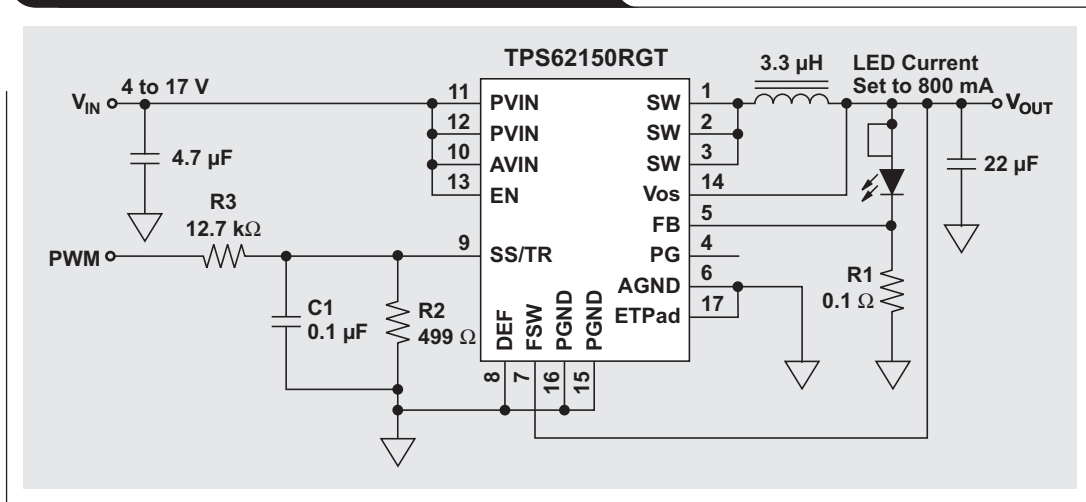 TPS62150RGT
3.3 µH
LED Current
Set to 800 mA
4 to 17 V
VIN
VOUT
11 PVIN
12 PVIN
10 AVIN
13 EN
9 SS/TR
SW 1
SW 2
SW 3
Vos 14
FB 5
PG 4
AGND 6
ETPad 17
DEF 8
FSW 7
PGND 16
PGND 15
4.7 µF
22 µF
R3
12.7 kΩ
PWM
C1
0.1 µF
R2
499 Ω
R1
0.1 Ω